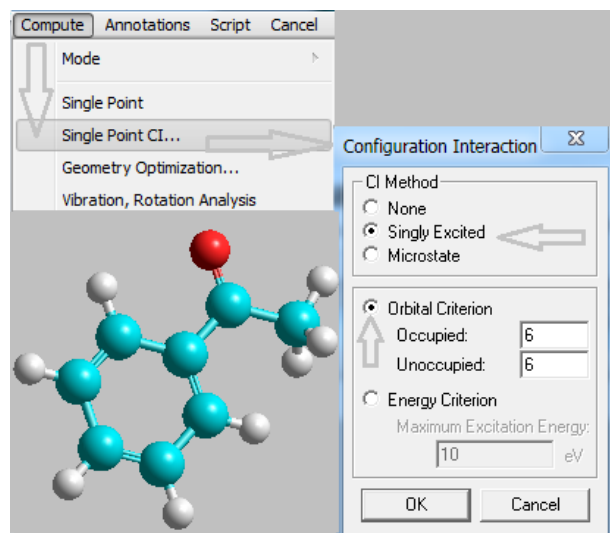 Compute Annotations Script Cancel
Mode
Single Point
Single Point CI...
Geometry Optimization...
Vibration, Rotation Analysis
Configuration Interaction
CI Method
None
Singly Excited
Microstate
Orbital Criterion
Occupied: 6
Unoccupied: 6
Energy Criterion
Maximum Excitation Energy:
10 eV
OK Cancel